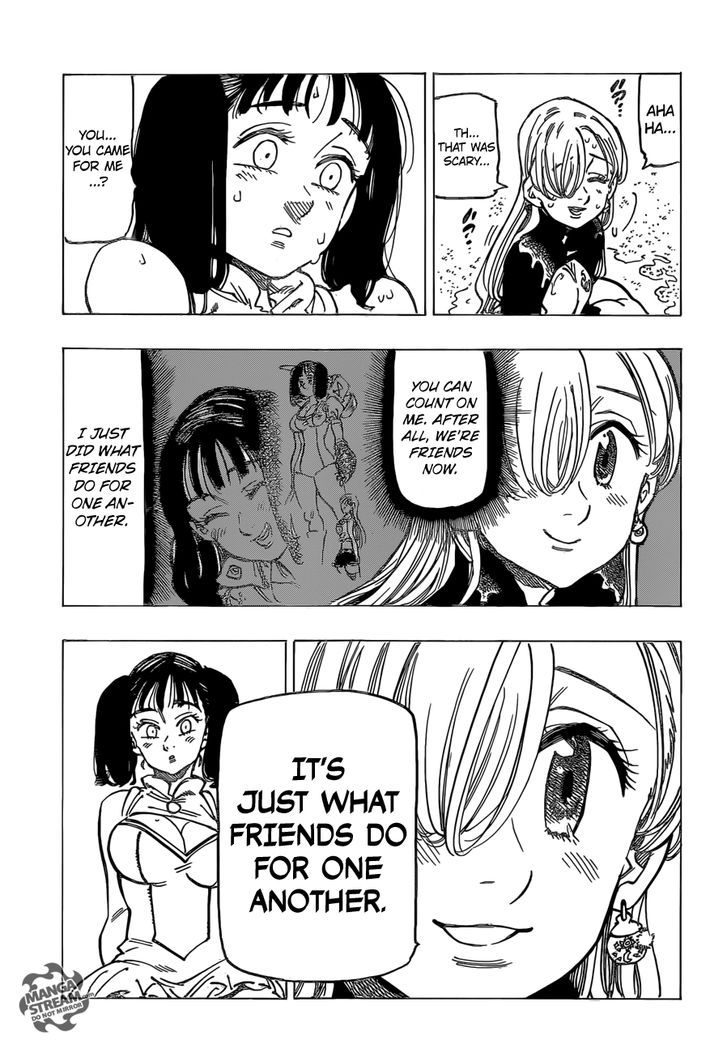 AHA
HA...
TH...
THAT WAS
SCARY...
YOU...
YOU CAME
FOR ME
...?
YOU CAN
COUNT ON
ME. AFTER
ALL, WE'RE
FRIENDS
NOW.
I JUST
DID WHAT
FRIENDS
DO FOR
ONE AN-
OTHER.
IT'S
JUST WHAT
FRIENDS DO
FOR ONE
ANOTHER.
MANGA
STREAM.com
DO NOT MIRROR!